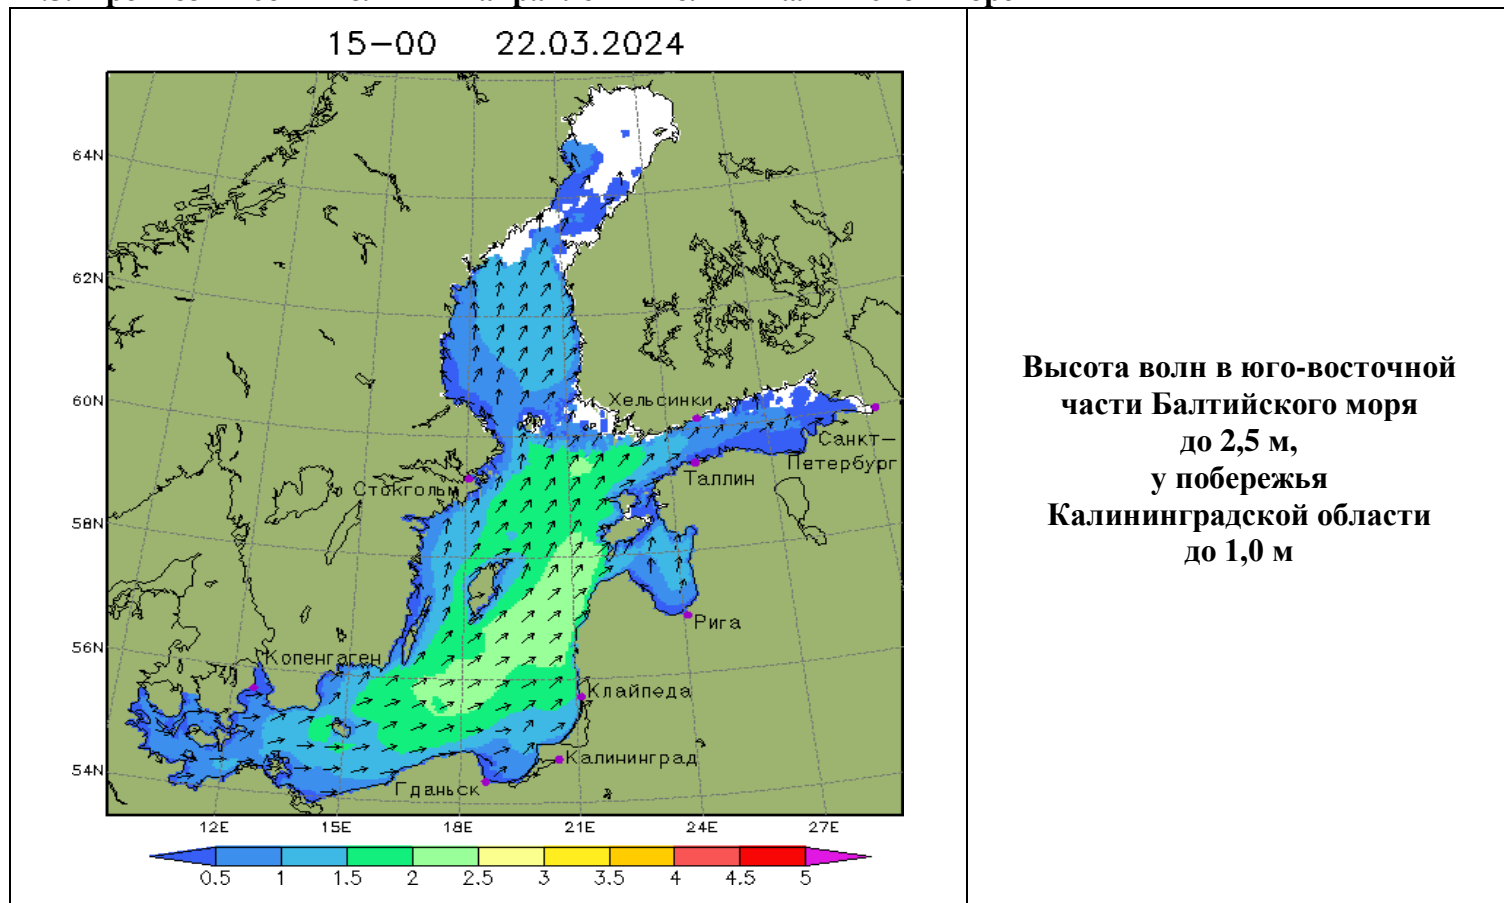 15-00 22.03.2024
64N
62N
60N
58N
56N
54N
Хельсинки
Санкт-
Петербург
Таллин
Стокгольм
Рига
Копенгаген
Клайпеда
Калининград
Гданьск
12E 15E 18E 21E 24E 27E
0.5 1 1.5 2 2.5 3 3.5 4 4.5 5
Высота волн в юго-восточной
части Балтийского моря
до 2,5 м,
у побережья
Калининградской области
до 1,0 м